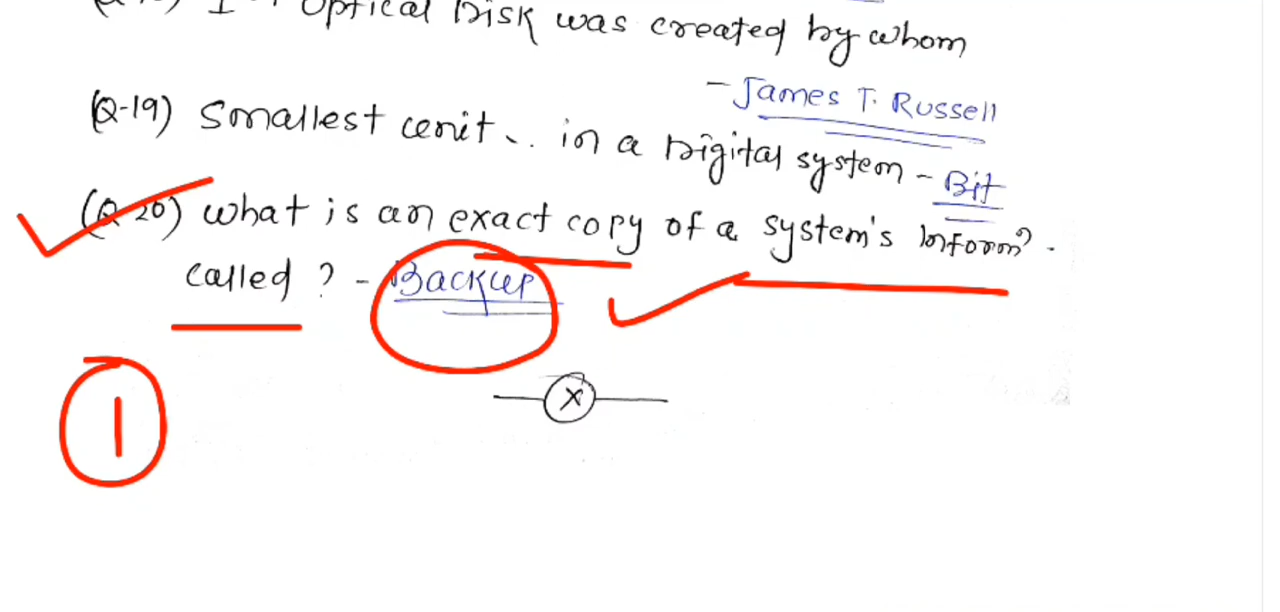 Optical Disk was created by whom
- James T. Russell
(Q-19) Smallest unit in a Digital system - Bit
(Q-20) what is an exact copy of a system's Inform?
called ? - Backup
1
X